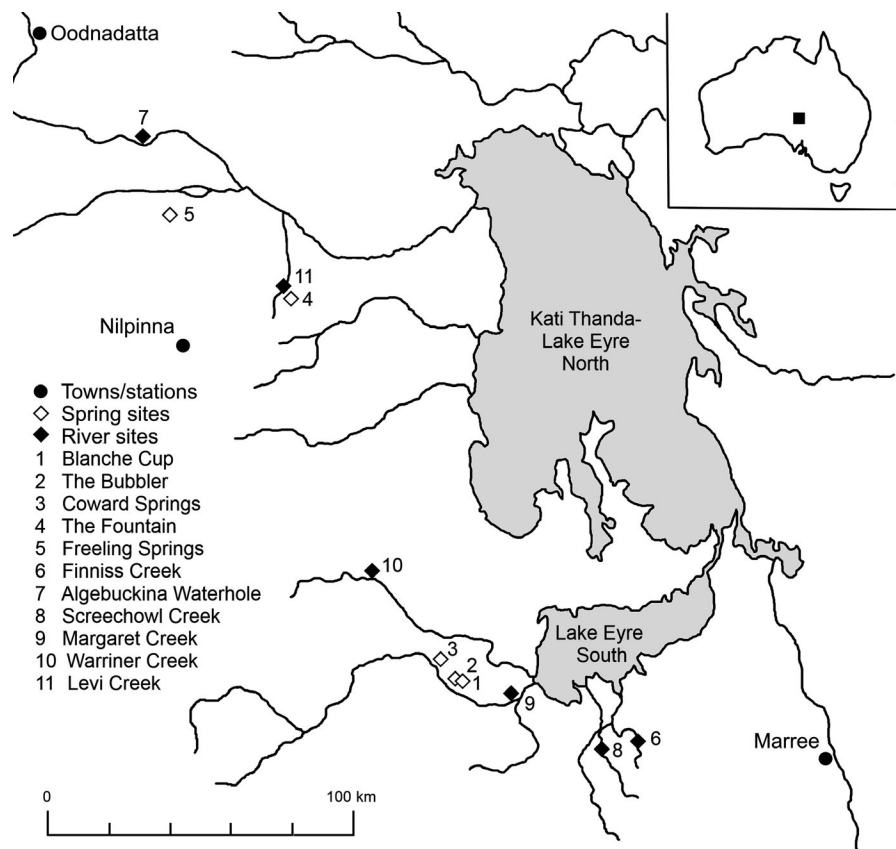 Oodnadatta
7
5
11
4
Nilpinna
Kati Thanda-
Lake Eyre
North
Towns/stations
Spring sites
River sites
1 Blanche Cup
2 The Bubbler
3 Coward Springs
4 The Fountain
5 Freeling Springs
6 Finniss Creek
7 Algebuckina Waterhole
8 Screechowl Creek
9 Margaret Creek
10 Warriner Creek
11 Levi Creek
10
3
2
1
9
Lake Eyre
South
8
6
Marree
0 100 km